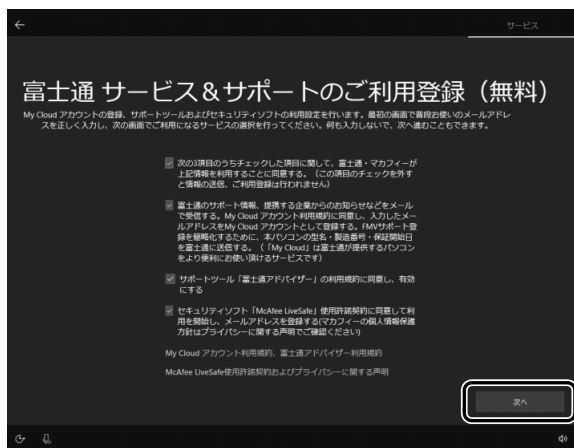 サービス
富士通 サービス＆サポートのご利用登録（無料）
My Cloud アカウントの登録、サポートツールおよびセキュリティソフトの利用設定を行います。最初の画面で普段お使いのメールアドレ
スを正しく入力し、次の画面でご利用になるサービスの選択を行ってください。何も入力しないで、次へ進むこともできます。
次の3項目のうちチェックした項目に関して、富士通・マカフィーが
上記情報を利用することに同意する。（この項目のチェックを外す
と情報の送信、ご利用登録は行われません）
富士通のサポート情報、提携する企業からのお知らせなどをメール
で受信する。My Cloud アカウント利用規約に同意し、入力したメー
ルアドレスをMy Cloud アカウントとして登録する。FMVサポート登
録を簡略化するために、本パソコンの型名・製造番号・保証開始日
を富士通に送信する。（「My Cloud」は富士通が提供するパソコン
をより便利にお使い頂けるサービスです）
サポートツール「富士通アドバイザー」の利用規約に同意し、有効
にする
セキュリティソフト「McAfee LiveSafe」使用許諾契約に同意して利
用を開始し、メールアドレスを登録する(マカフィーの個人情報保護
方針はプライバシーに関する声明でご確認ください)
My Cloud アカウント利用規約、富士通アドバイザー利用規約
McAfee LiveSafe使用許諾契約およびプライバシーに関する声明
次へ